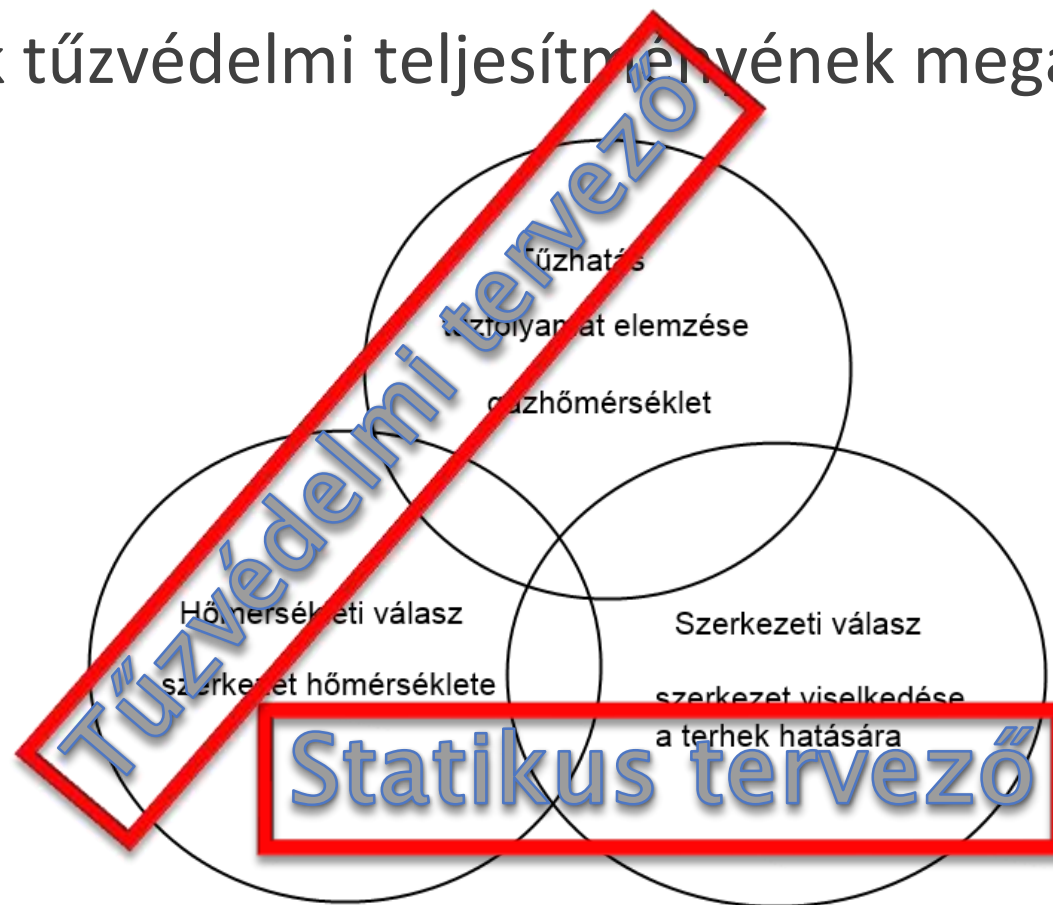 k tűzvédelmi teljesítményének mega
Tűzhatás
tűzfolyamat elemzése
gázhőmérséklet
Tűzvédelmi tervező
Hőmérsékleti válasz
szerkezet hőmérséklete
Szerkezeti válasz
szerkezet viselkedése
a terhek hatására
Statikus tervező